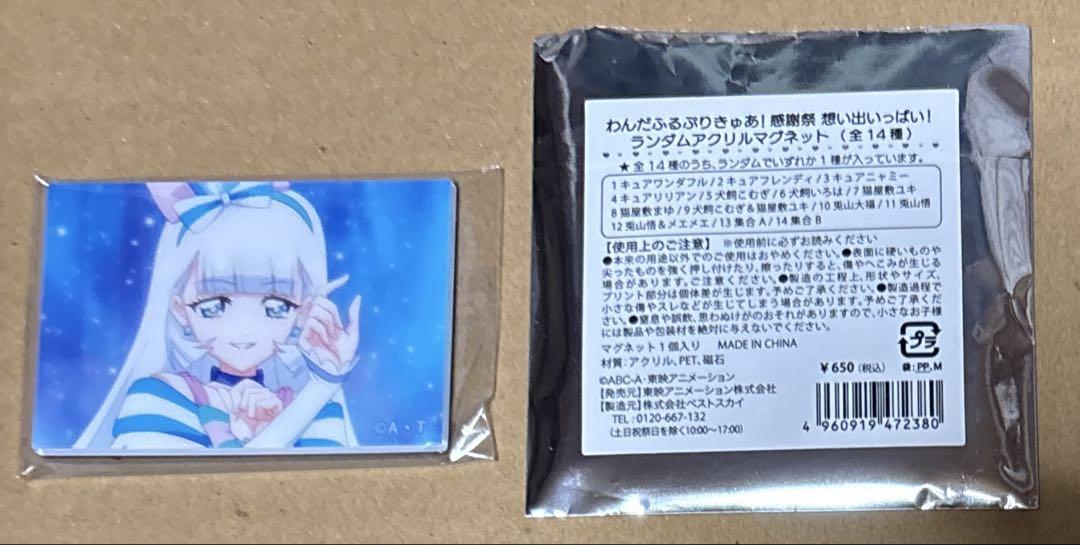 ©A・T
わんだふるぷりきゅあ！感謝祭 想い出いっぱい！
ランダムアクリルマグネット（全14種）
★全14種のうち、ランダムでいずれか1種が入っています。
1 キュアワンダフル/2 キュアフレンディ/3 キュアニャミー
4 キュアリリアン/5 犬飼こむぎ/6 犬飼いろは/7 猫屋敷ユキ
8 猫屋敷まゆ/9 犬飼こむぎ&猫屋敷ユキ/10 兎山大福/11 兎山悟
12 兎山悟&メエメエ/13 集合A/14 集合B
【使用上のご注意】 ※使用前に必ずお読みください
●本来の用途以外でのご使用はおやめください。●表面に硬いものや
尖ったものを強く押し付けたり、擦ったりすると、傷やへこみが生じる
場合があります。ご注意ください。●製造の工程上、形状やサイズ、
プリント部分は個体差が生じます。予めご了承ください。●製造過程で
小さな傷やスレなどが生じてしまう場合があります。予めご了承くださ
い。●窒息や誤飲、思わぬけがのおそれがありますので、小さなお子様
には製品や包装材を絶対に与えないでください。
マグネット1個入り MADE IN CHINA
材質:アクリル、PET、磁石
プラ
¥650(税込) 袋:PP,M
©ABC-A・東映アニメーション
【発売元】東映アニメーション株式会社
【製造元】株式会社ベストスカイ
TEL:0120-667-132
(土日祝祭日を除く10:00〜17:00)
4 960919 472380